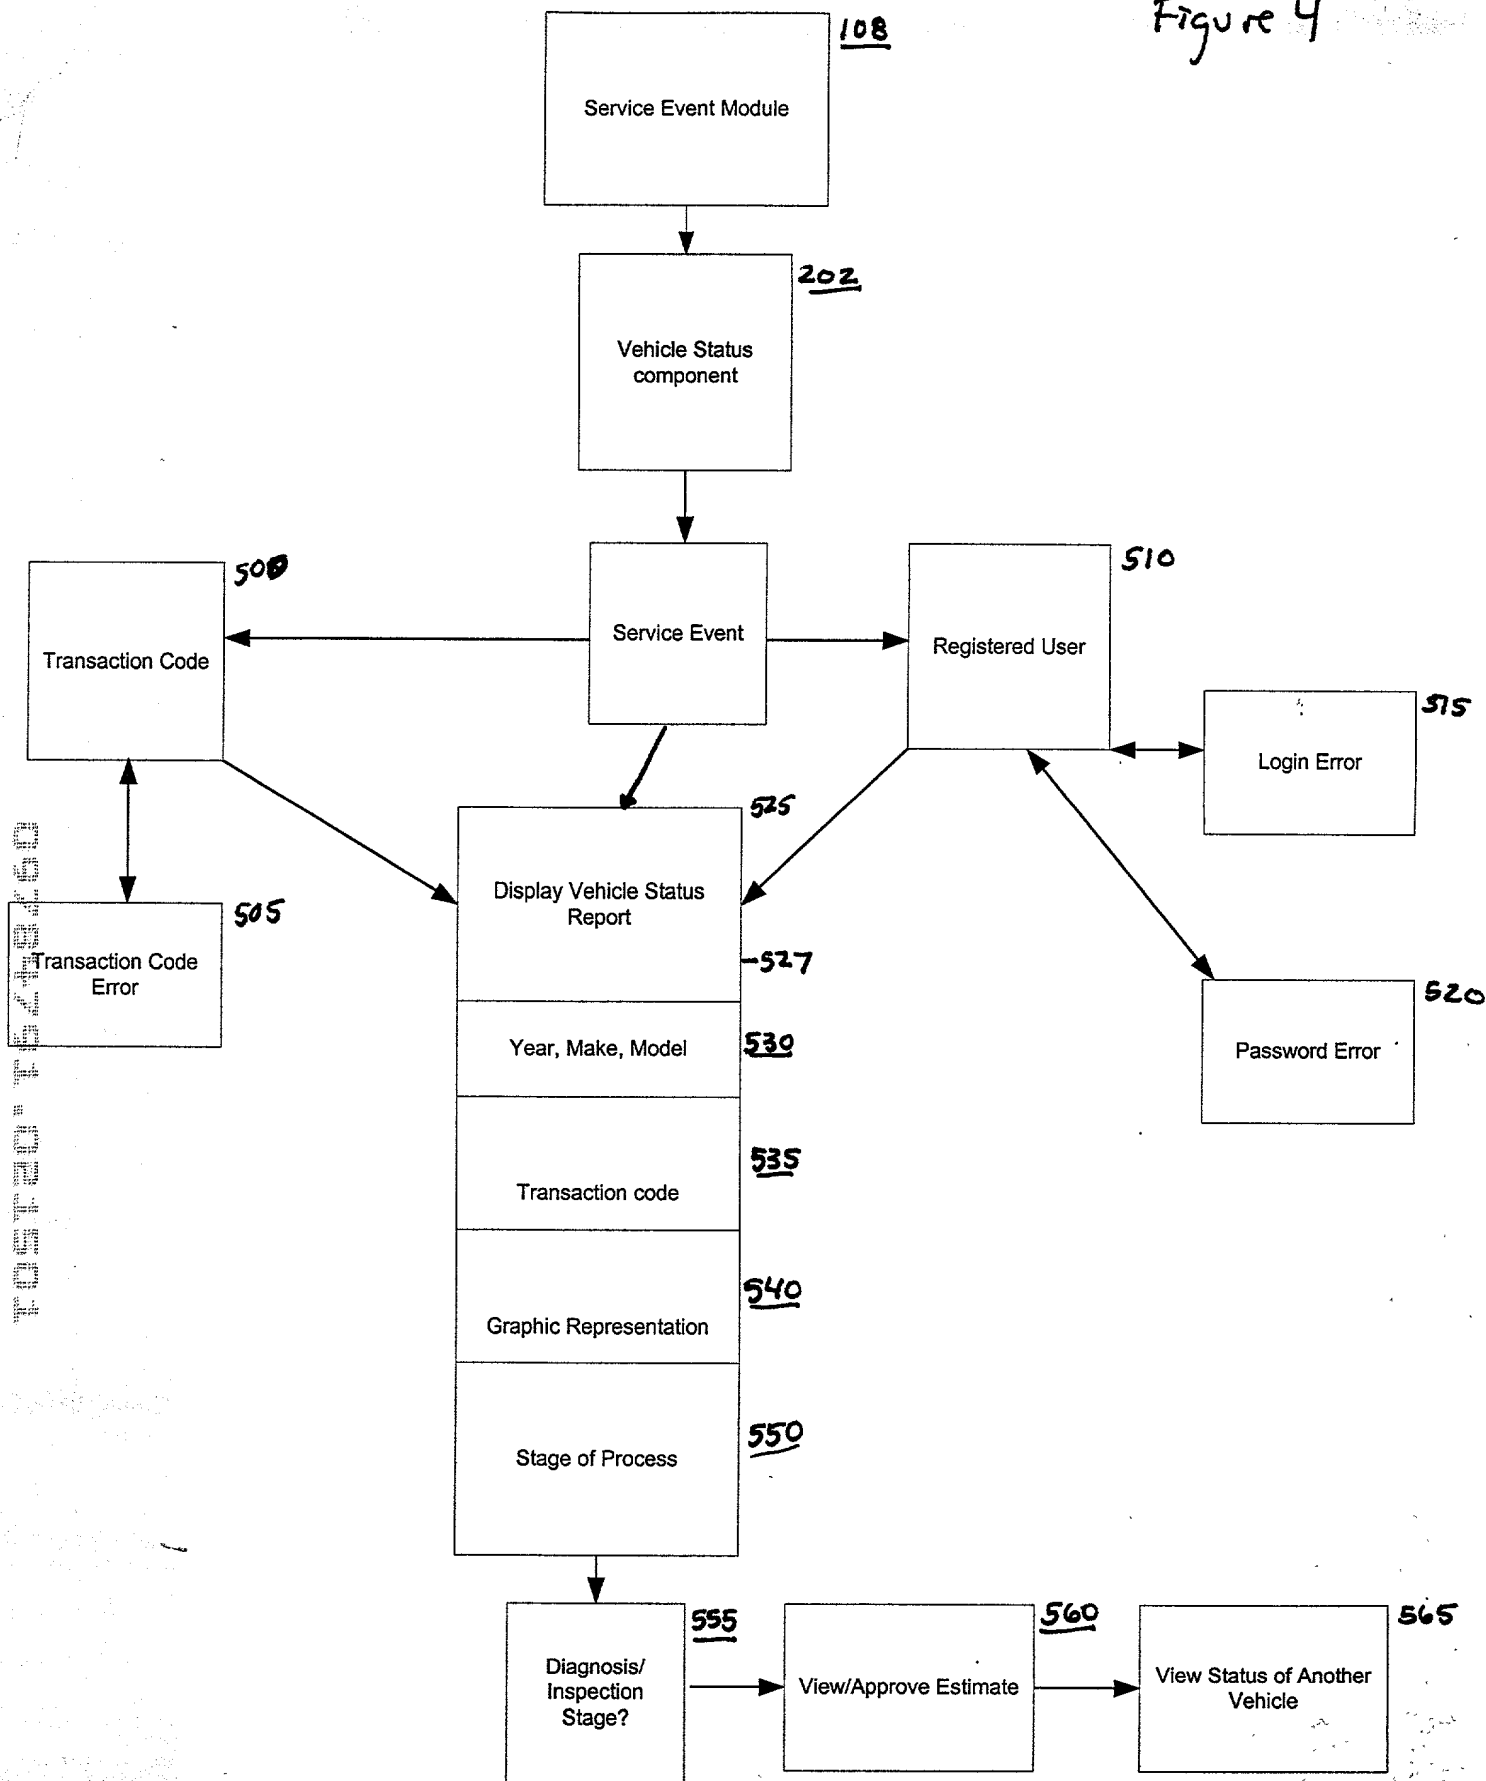 Figure 4
108
Service Event Module
202
Vehicle Status
component
500
Transaction Code
Service Event
510
Registered User
515
Login Error
525
Display Vehicle Status
Report
527
505
Transaction Code
Error
520
Password Error
Year, Make, Model
530
535
Transaction code
540
Graphic Representation
550
Stage of Process
555
Diagnosis/
Inspection
Stage?
560
View/Approve Estimate
565
View Status of Another
Vehicle